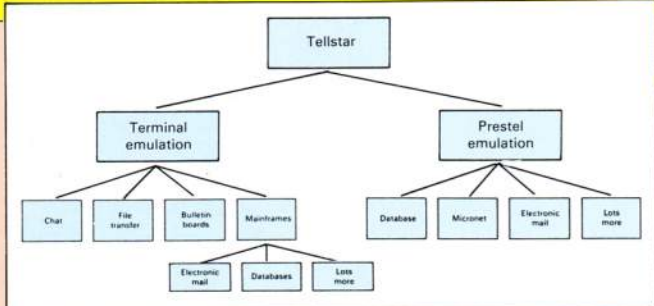 Tellstar
Terminal
emulation
Prestel
emulation
Chat
File
transfer
Bulletin
boards
Mainframes
Database
Micronet
Electronic
mail
Lots
more
Electronic
mail
Databases
Lots
more